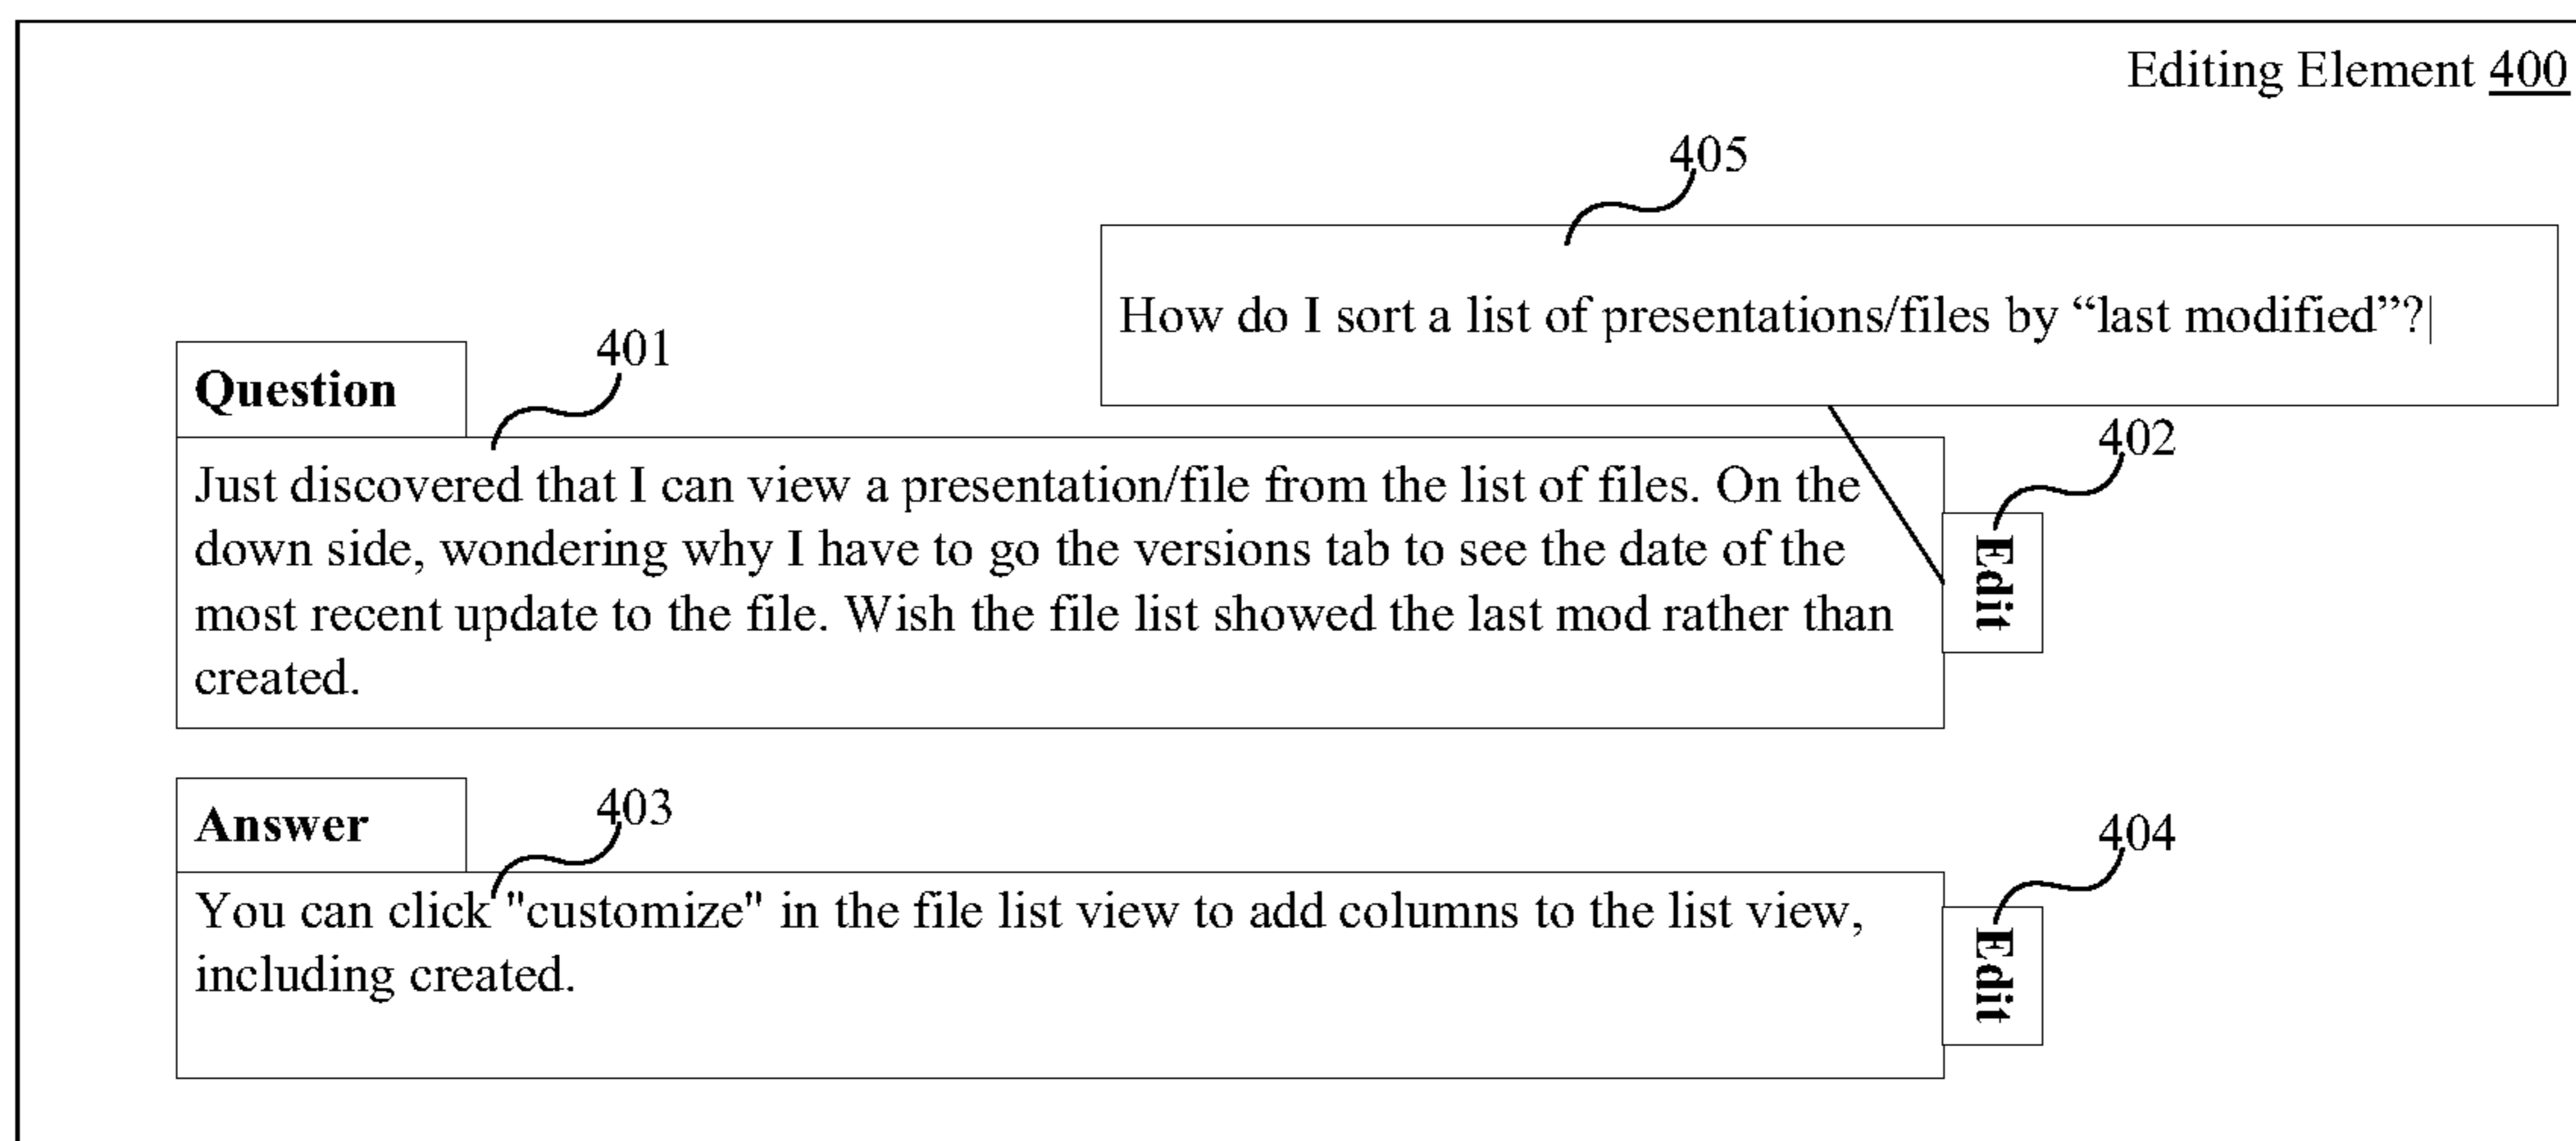 Editing Element 400
405
How do I sort a list of presentations/files by “last modified”?
Question
401
402
Just discovered that I can view a presentation/file from the list of files. On the
down side, wondering why I have to go the versions tab to see the date of the
most recent update to the file. Wish the file list showed the last mod rather than
created.
Edit
Answer
403
404
You can click "customize" in the file list view to add columns to the list view,
including created.
Edit